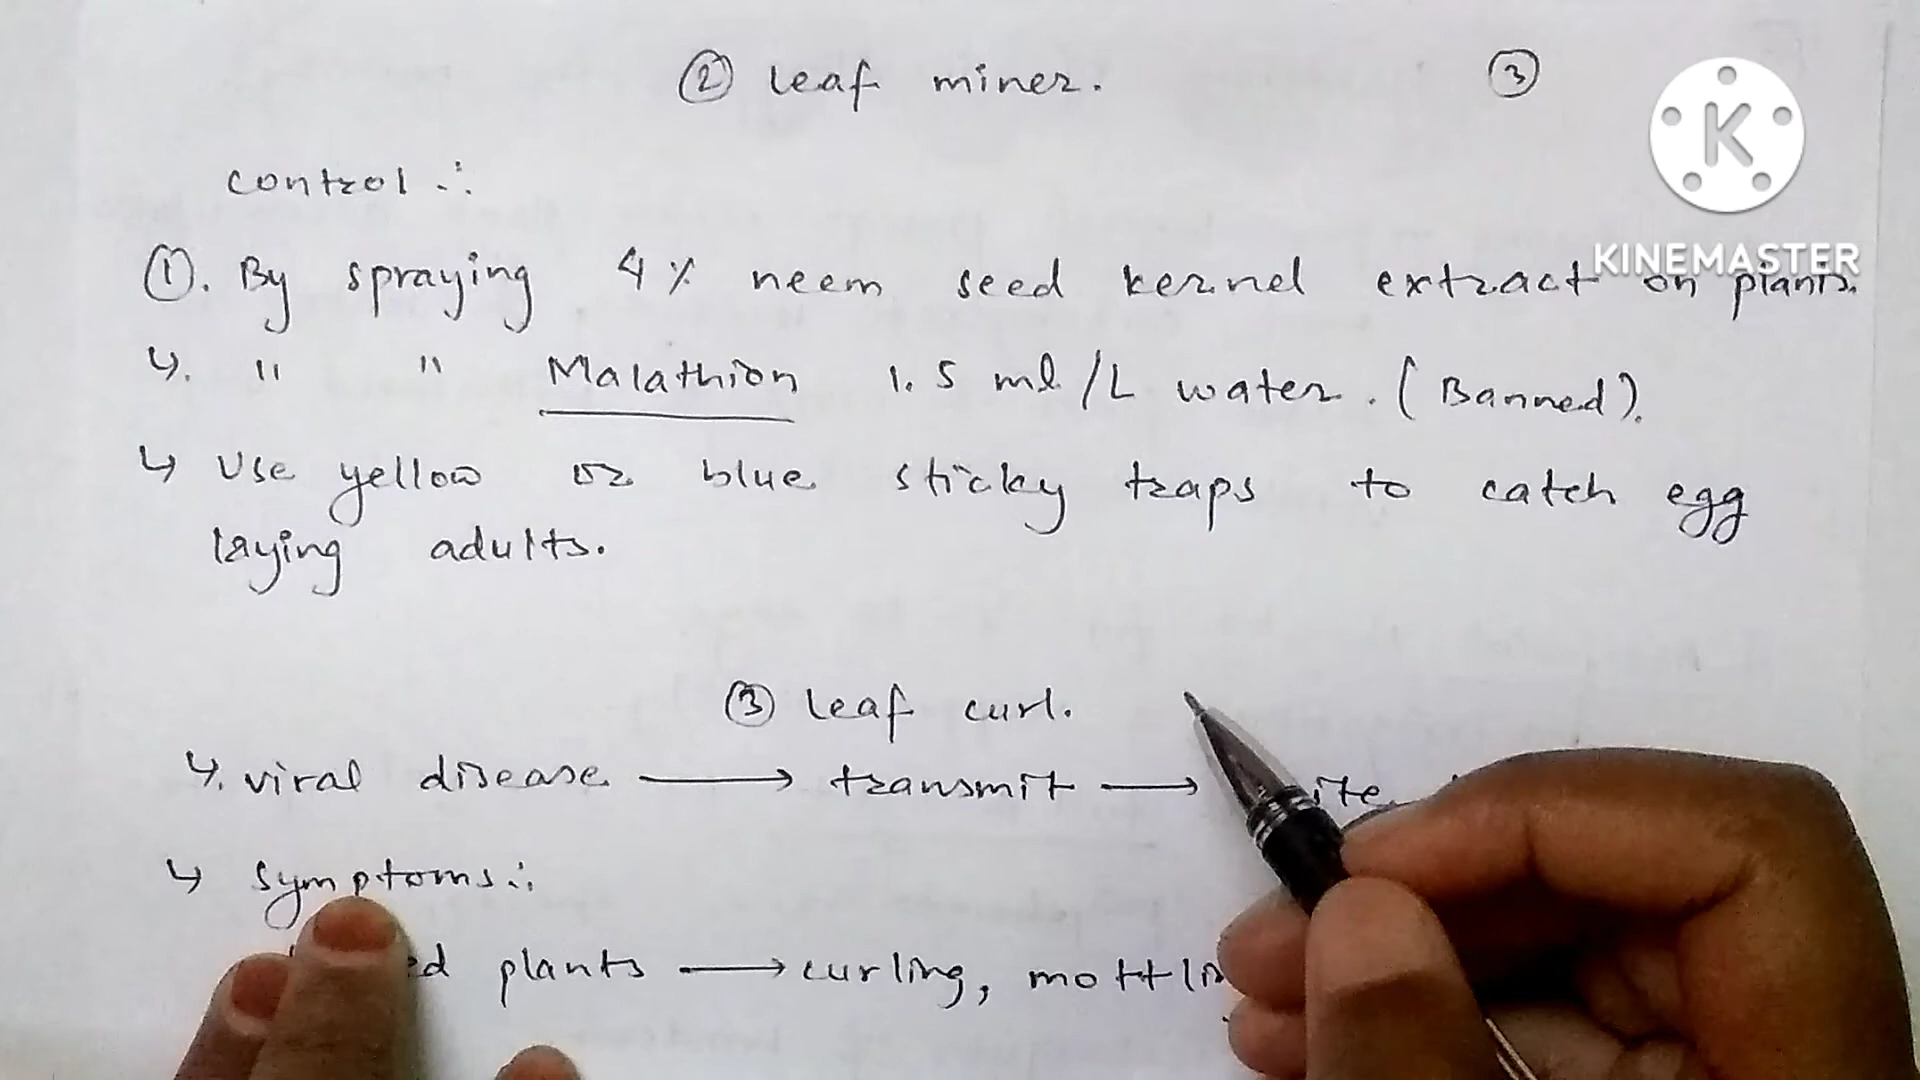 ② Leaf miner. ③
K
KINEMASTER
control :-
①. By spraying 4% neem seed kernel extract on plants.
↳. " " Malathion 1.5 ml/L water. (Banned).
↳ Use yellow or blue sticky traps to catch egg
laying adults.
③ Leaf curl.
↳. viral disease → transmit →
↳ symptoms :-
plants → curling,